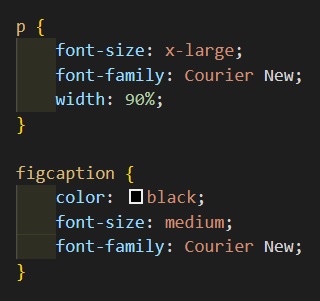 p {
    font-size: x-large;
    font-family: Courier New;
    width: 90%;
}

figcaption {
    color: black;
    font-size: medium;
    font-family: Courier New;
}